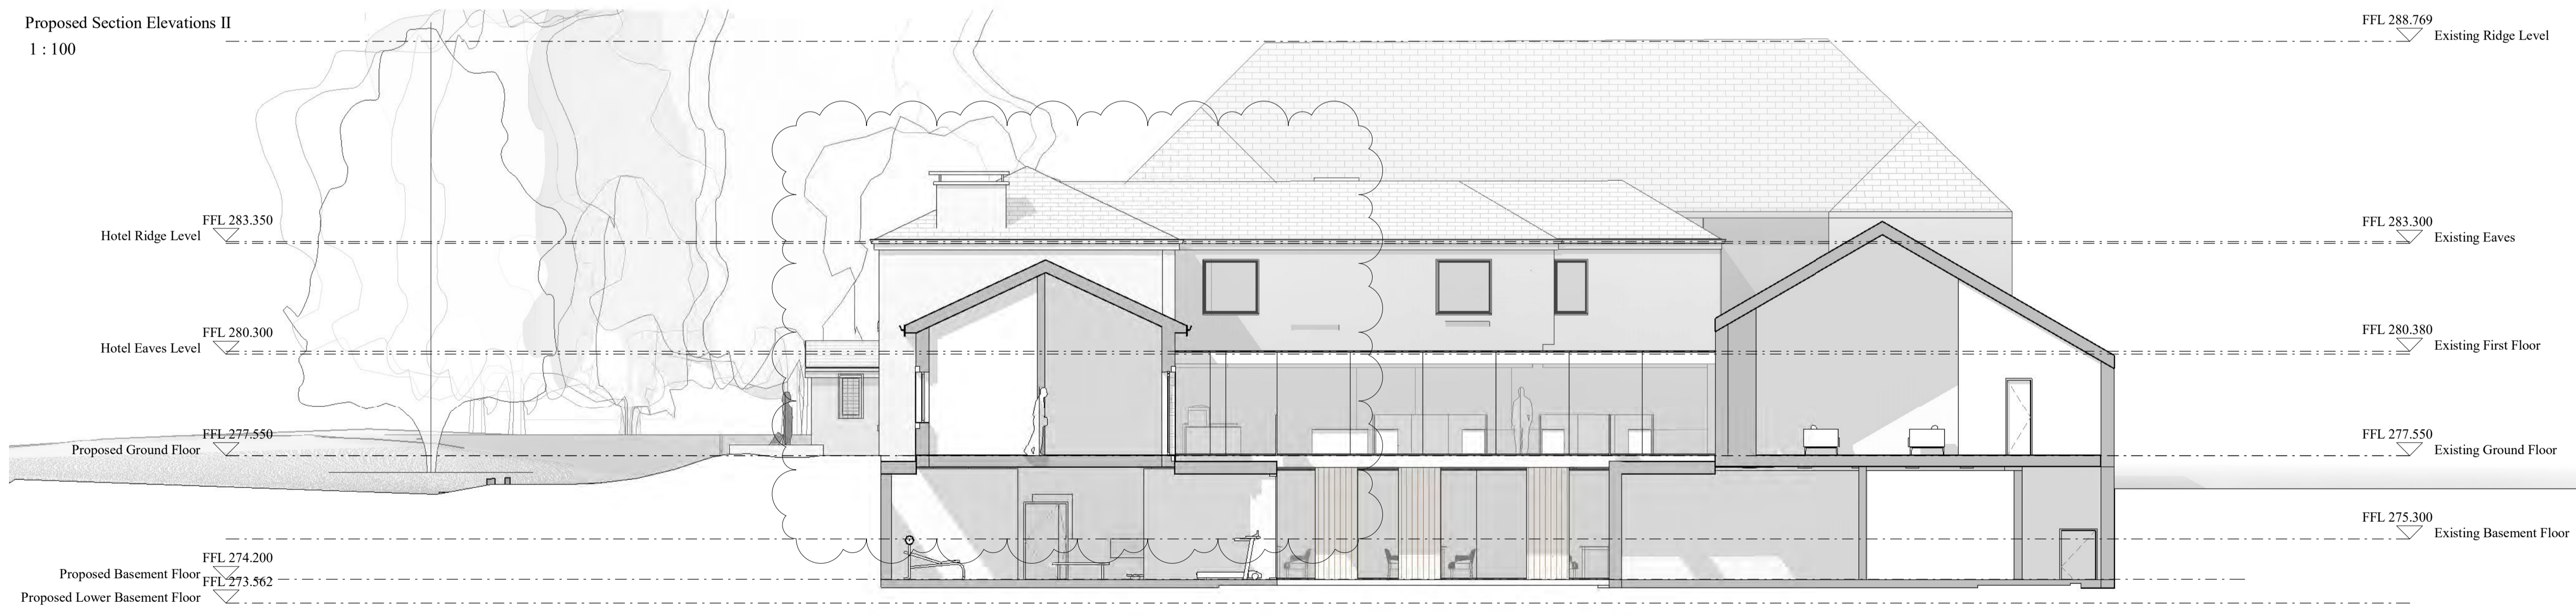 Proposed Section Elevations II
1 : 100
FFL 288.769
Existing Ridge Level
FFL 283.350
Hotel Ridge Level
FFL 283.300
Existing Eaves
FFL 280.300
Hotel Eaves Level
FFL 280.380
Existing First Floor
FFL 277.550
Proposed Ground Floor
FFL 277.550
Existing Ground Floor
FFL 275.300
Existing Basement Floor
FFL 274.200
Proposed Basement Floor
FFL 273.562
Proposed Lower Basement Floor